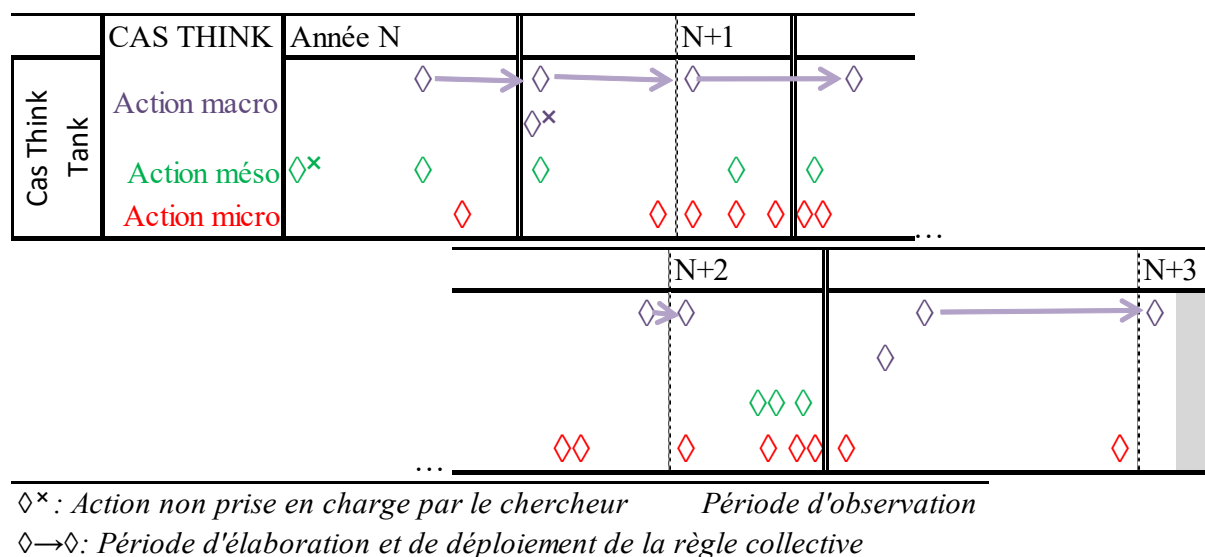 CAS THINK Année N N+1
Cas Think
Tank
Action macro
Action méso
Action micro
…
N+2 N+3
…
◊ˣ : Action non prise en charge par le chercheur Période d'observation
◊→◊: Période d'élaboration et de déploiement de la règle collective